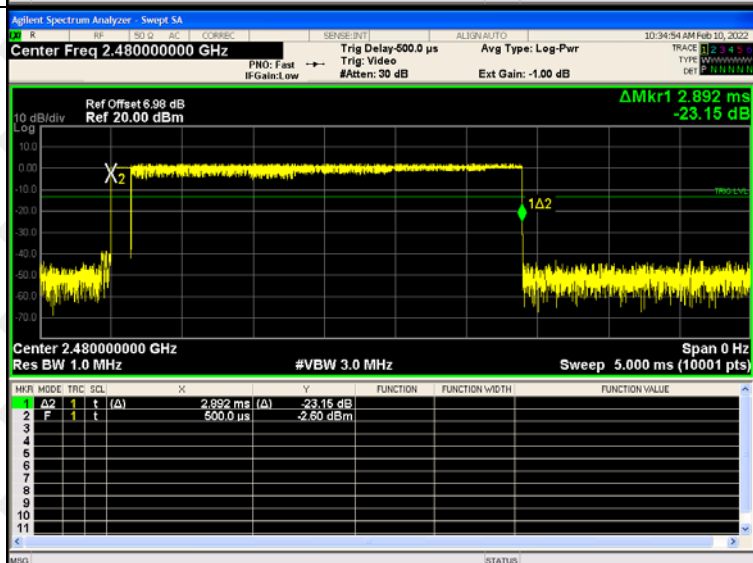 Agilent Spectrum Analyzer - Swept SA
R RF 50 Ω AC CORREC SENSE:INT ALIGNAUTO 10:34:54 AM Feb 10, 2022
Center Freq 2.480000000 GHz
PNO: Fast
IFGain:Low
Trig Delay-500.0 µs
Trig: Video
#Atten: 30 dB
Avg Type: Log-Pwr
Ext Gain: -1.00 dB
TRACE 1 2 3 4 5 6
TYPE WWWWWW
DET P N N N N N
ΔMkr1 2.892 ms
-23.15 dB
Ref Offset 6.98 dB
10 dB/div Ref 20.00 dBm
Log
10.0
0.00
-10.0
-20.0
-30.0
-40.0
-50.0
-60.0
-70.0
X2
TRIG LVL
1Δ2
Center 2.480000000 GHz Span 0 Hz
Res BW 1.0 MHz #VBW 3.0 MHz Sweep 5.000 ms (10001 pts)
MKR MODE TRC SCL X Y FUNCTION FUNCTION WIDTH FUNCTION VALUE
1 Δ2 1 t (Δ) 2.892 ms (Δ) -23.15 dB
2 F 1 t 500.0 µs -2.60 dBm
3
4
5
6
7
8
9
10
11
MSG STATUS